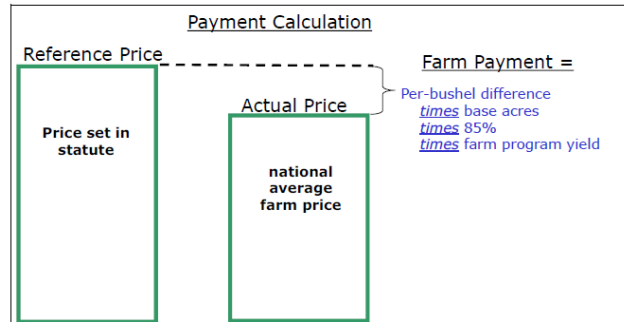 Payment Calculation
Reference Price
Farm Payment =
Actual Price
Per-bushel difference
times base acres
times 85%
times farm program yield
Price set in
statute
national
average
farm price